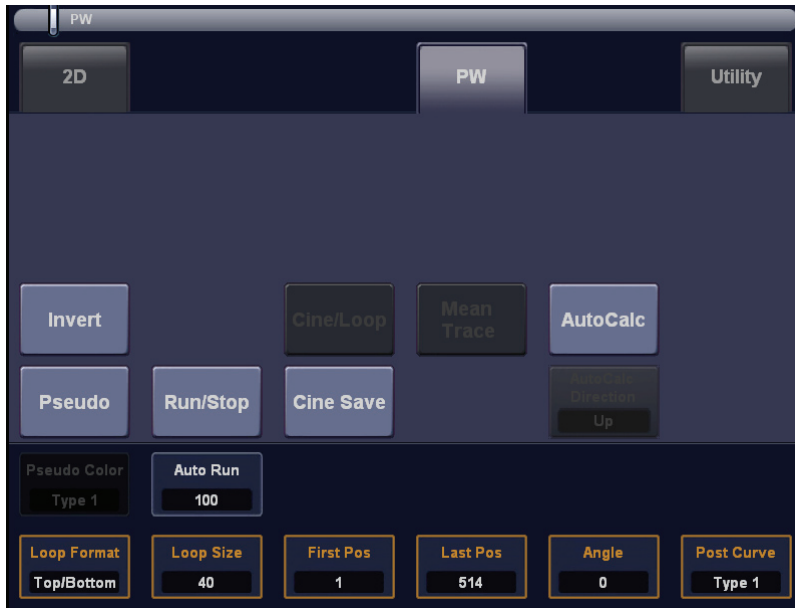 PW
2D
PW
Utility
Invert
Cine/Loop
Mean
Trace
AutoCalc
Pseudo
Run/Stop
Cine Save
AutoCalc
Direction
Up
Pseudo Color
Type 1
Auto Run
100
Loop Format
Top/Bottom
Loop Size
40
First Pos
1
Last Pos
514
Angle
0
Post Curve
Type 1